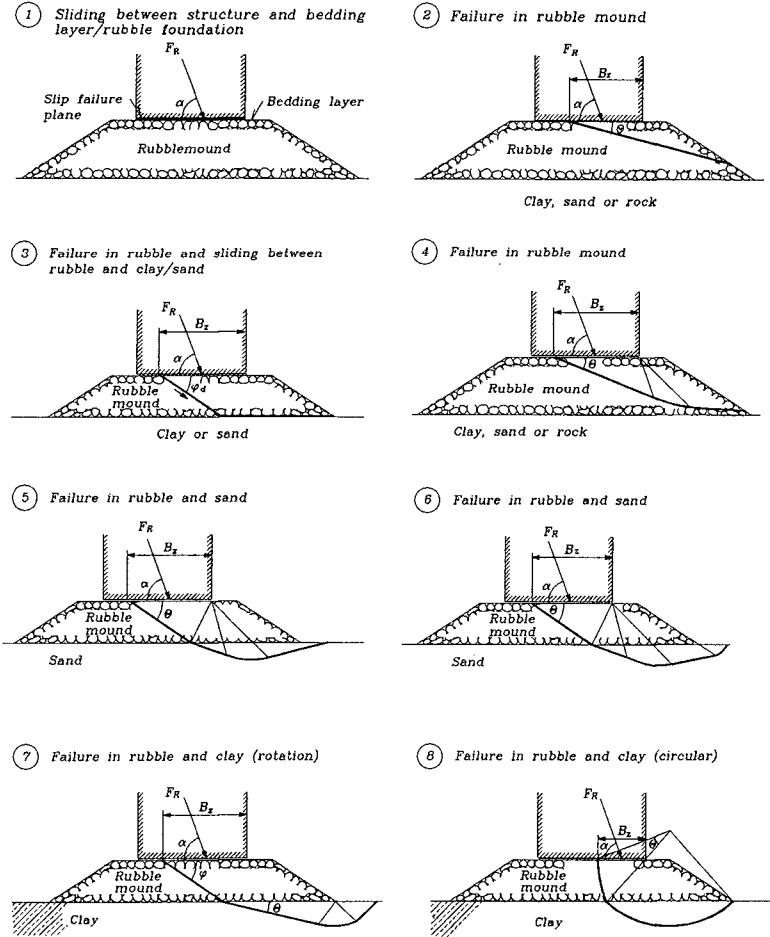 1 Sliding between structure and bedding
layer/rubble foundation
F_R
α
Slip failure
plane
Bedding layer
Rubblemound
2 Failure in rubble mound
F_R
B_z
α
θ
Rubble mound
Clay, sand or rock
3 Failure in rubble and sliding between
rubble and clay/sand
F_R
B_z
α
φ_d
Rubble
mound
Clay or sand
4 Failure in rubble mound
F_R
B_z
α
θ
Rubble mound
Clay, sand or rock
5 Failure in rubble and sand
F_R
B_z
α
θ
Rubble
mound
Sand
6 Failure in rubble and sand
F_R
B_z
α
θ
Rubble
mound
Sand
7 Failure in rubble and clay (rotation)
F_R
B_z
α
φ
Rubble
mound
θ
Clay
8 Failure in rubble and clay (circular)
F_R
B_z
α
θ
Rubble
mound
Clay